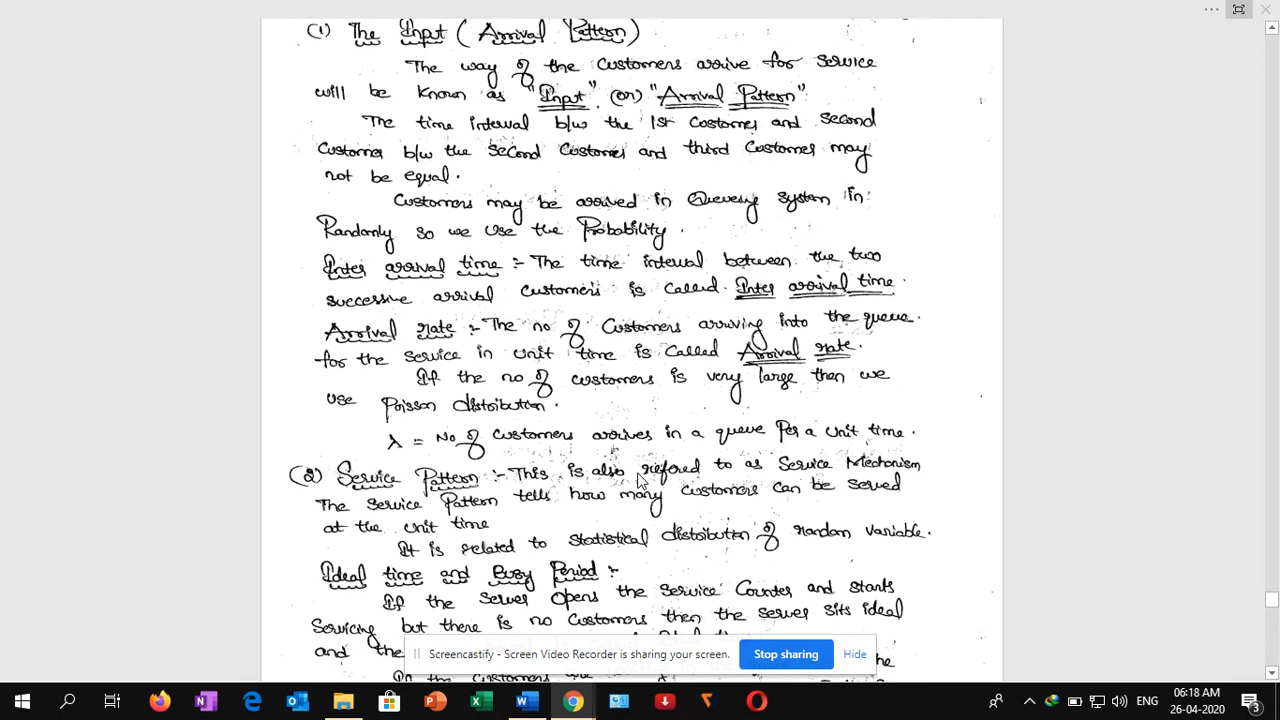 (1) The Input (Arrival Pattern)
The way of the Customers arrive for service
will be known as "Input" (or) "Arrival Pattern"
The time interval b/w the 1st Customer and second
Customer b/w the second Customer and third Customer may
not be equal.
Customers may be arrived in Queueing system in
Randomly so we use the Probability.
Inter arrival time :- The time interval between the two
successive arrival customers is called Inter arrival time.
Arrival rate :- The no of Customers arriving into the queue
for the service in unit time is called Arrival rate.
If the no of customers is very large then we
use Poisson distribution.
λ = No of customers arrives in a queue Per a unit time.
(2) Service Pattern :- This is also refered to as Service Mechanism
The service Pattern tells how many customers can be served
at the unit time
It is related to statistical distribution of random variable.
Ideal time and Busy Period :-
If the server opens the service Counter and starts
Servicing but there is no customers then the server sits ideal
and the
If the customers are the
Screencastify - Screen Video Recorder is sharing your screen. Stop sharing Hide
ENG 06:18 AM
26-04-2020
3